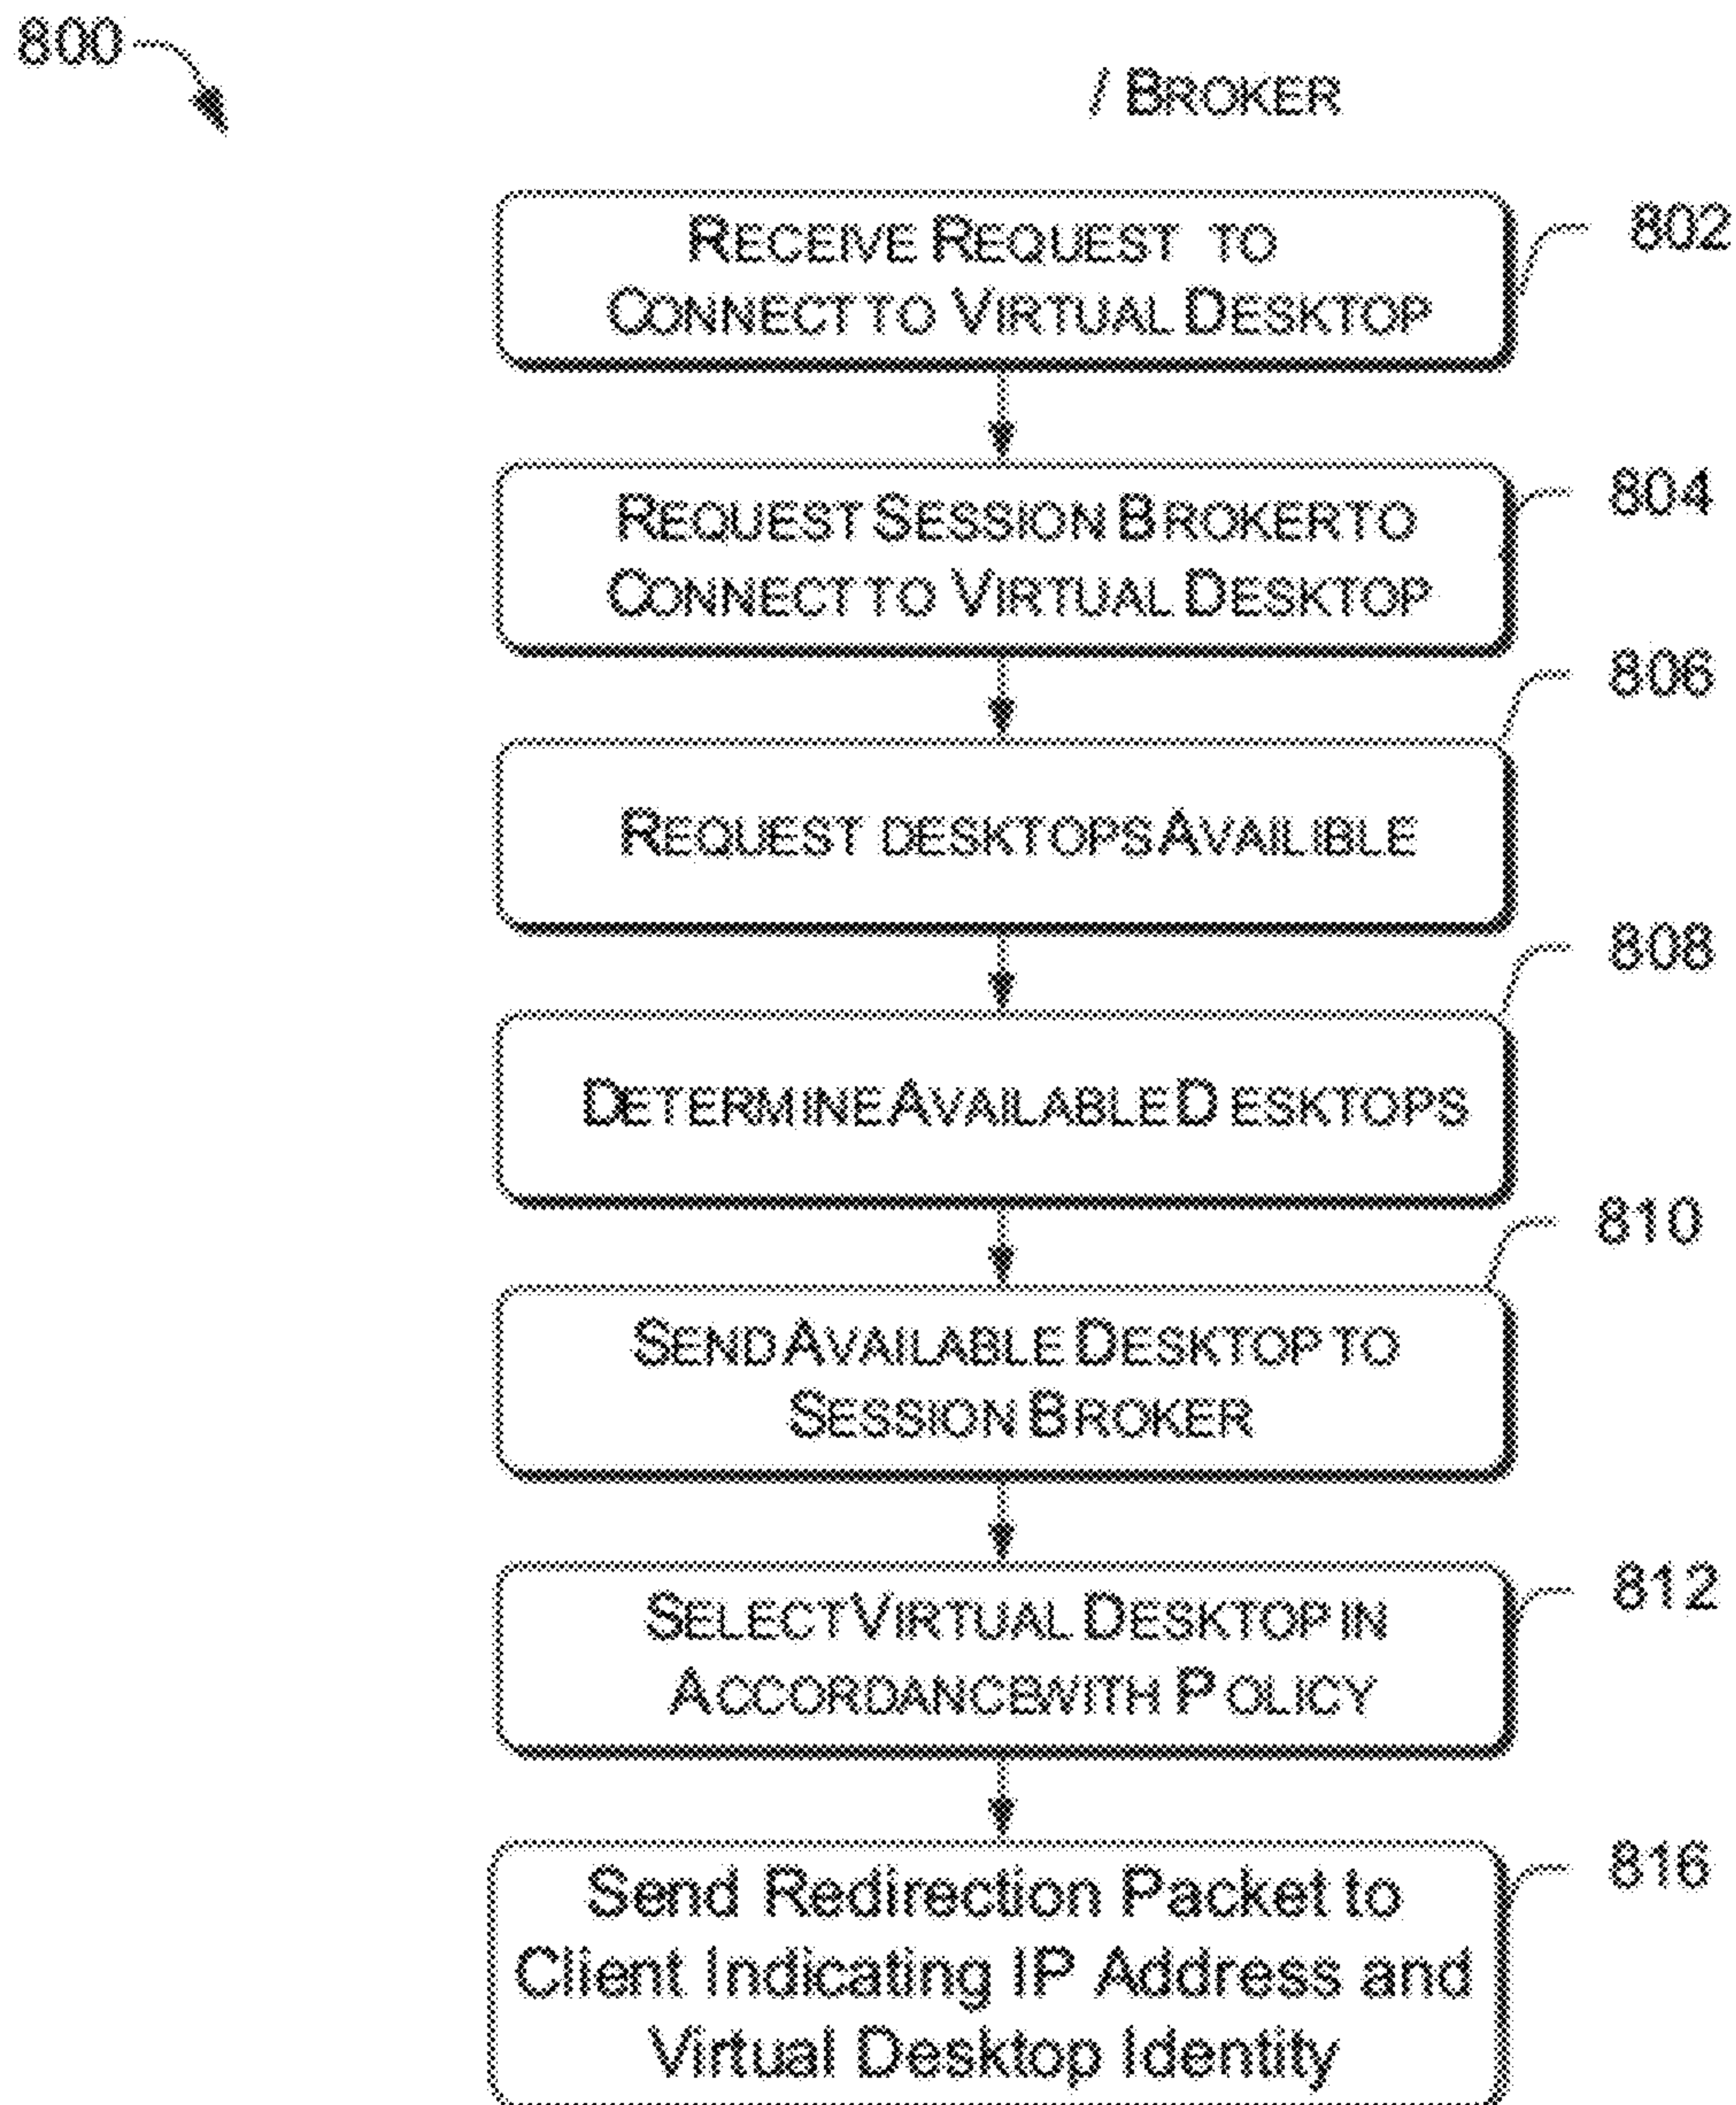 800
/ BROKER
RECEIVE REQUEST TO
CONNECT TO VIRTUAL DESKTOP
802
REQUEST SESSION BROKER TO
CONNECT TO VIRTUAL DESKTOP
804
806
REQUEST DESKTOPS AVAILIBLE
808
DETERMINE AVAILABLE DESKTOPS
810
SEND AVAILABLE DESKTOP TO
SESSION BROKER
SELECT VIRTUAL DESKTOP IN
ACCORDANCE WITH POLICY
812
Send Redirection Packet to
Client Indicating IP Address and
Virtual Desktop Identity
816